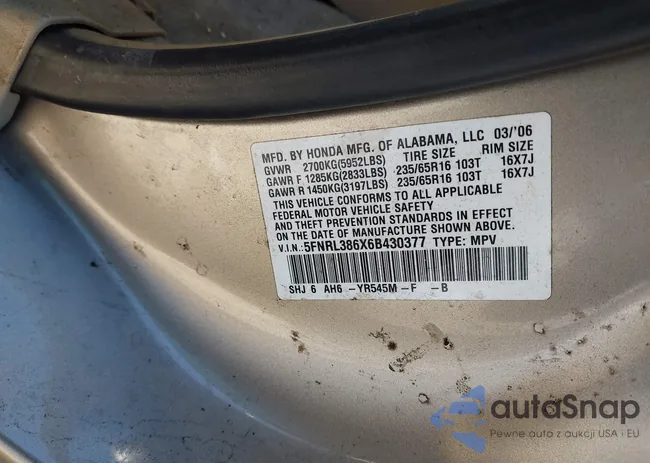 MFD. BY HONDA MFG. OF ALABAMA, LLC 03/'06
GVWR 2700KG(5952LBS) TIRE SIZE RIM SIZE
GAWR F 1285KG(2833LBS) 235/65R16 103T 16X7J
GAWR R 1450KG(3197LBS) 235/65R16 103T 16X7J
THIS VEHICLE CONFORMS TO ALL APPLICABLE
FEDERAL MOTOR VEHICLE SAFETY
AND THEFT PREVENTION STANDARDS IN EFFECT ON
THE DATE OF MANUFACTURE SHOWN ABOVE.
V.I.N.:5FNRL386X6B430377 TYPE: MPV
SHJ 6 AH6 -YR545M -F -B
autaSnap
Pewne auta z aukcji USA i EU